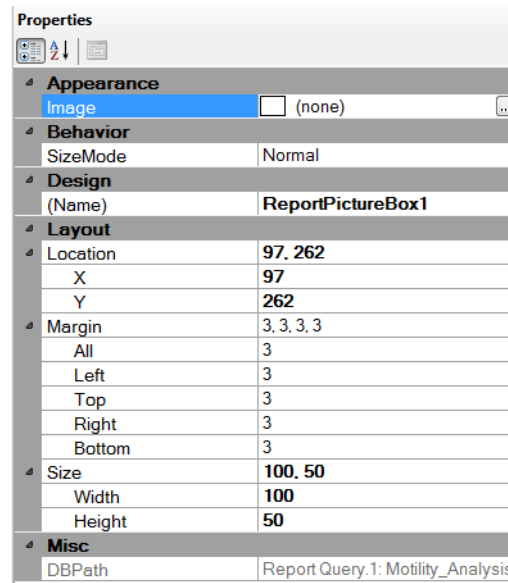 Properties
Appearance
Image (none) ...
Behavior
SizeMode Normal
Design
(Name) ReportPictureBox1
Layout
Location 97, 262
X 97
Y 262
Margin 3, 3, 3, 3
All 3
Left 3
Top 3
Right 3
Bottom 3
Size 100, 50
Width 100
Height 50
Misc
DBPath Report Query.1: Motility_Analysis